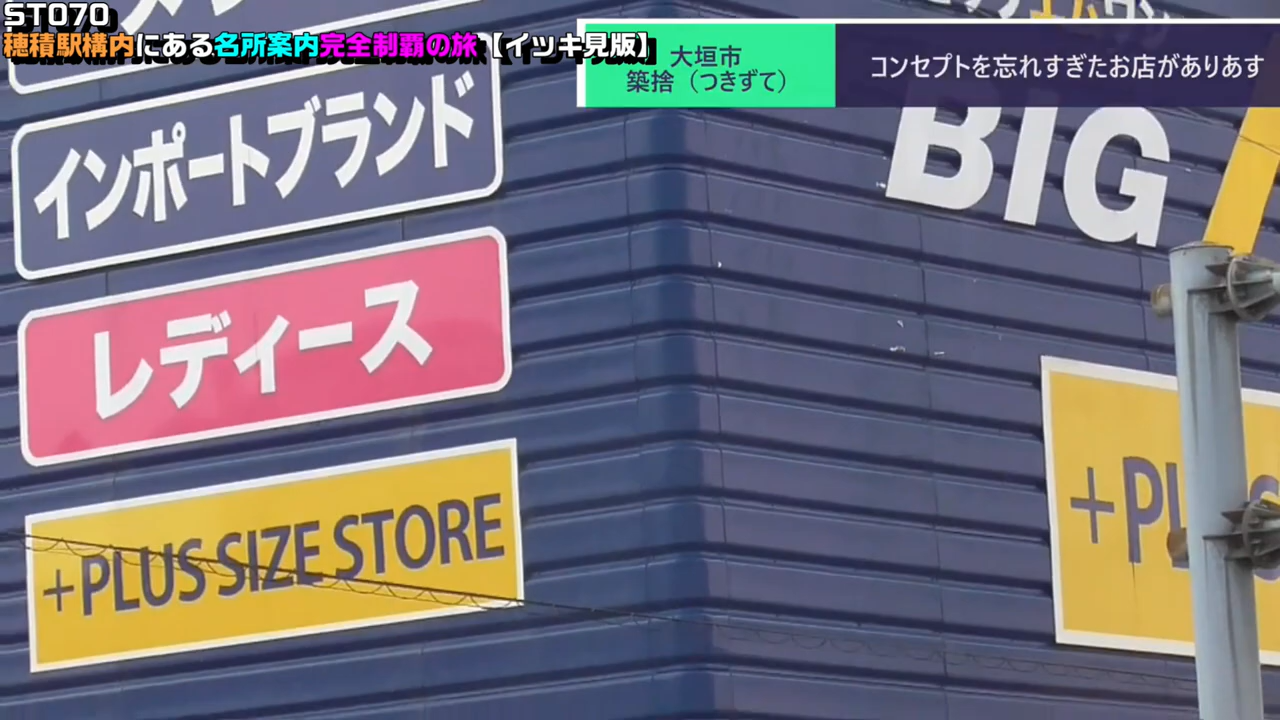 ST070
穂積駅構内にある名所案内完全制覇の旅【イッキ見版】
大垣市
築捨（つきずて）
コンセプトを忘れすぎたお店がありあす
インポートブランド
レディース
+PLUS SIZE STORE
BIG
+PL